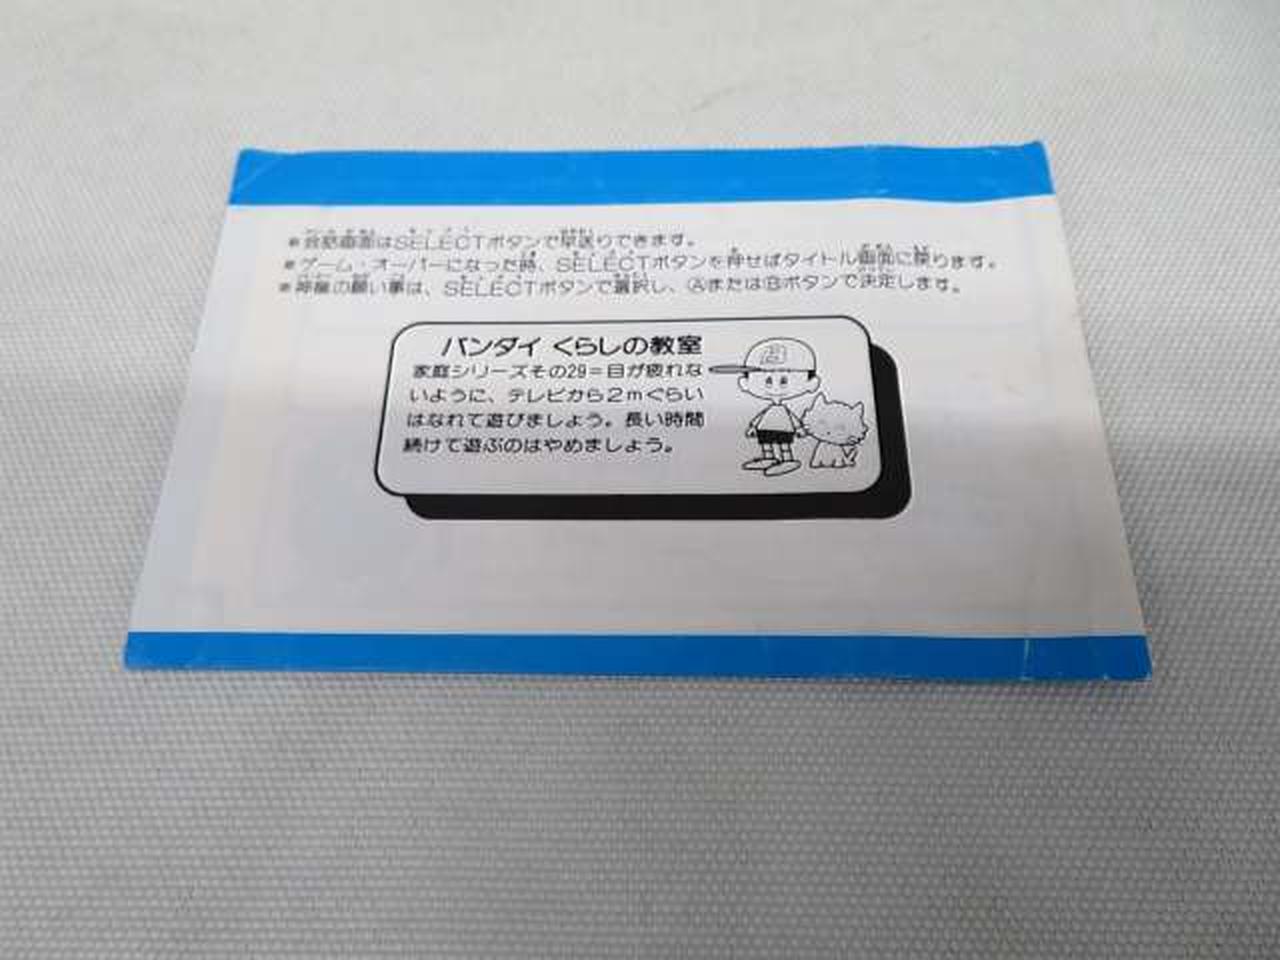 ※会話画面はSELECTボタンで早送りできます。
※ゲーム・オーバーになった時、SELECTボタンを押せばタイトル画面に戻ります。
※神龍の願い事は、SELECTボタンで選択し、ⒶまたはⒷボタンで決定します。
バンダイ くらしの教室
家庭シリーズその29=目が疲れな
いように、テレビから2mぐらい
はなれて遊びましょう。長い時間
続けて遊ぶのはやめましょう。
B